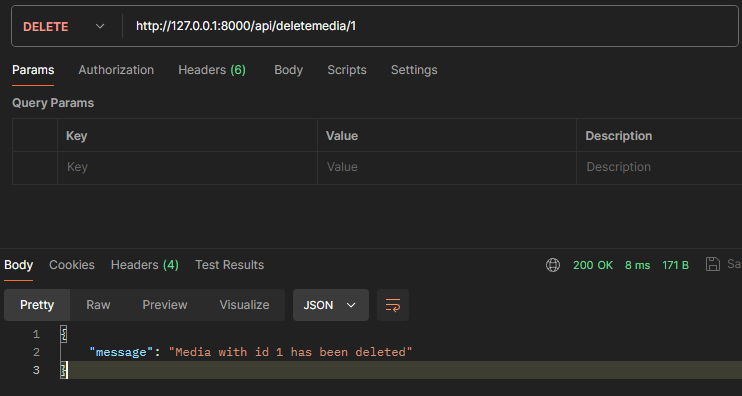 DELETE http://127.0.0.1:8000/api/deletemedia/1
Params Authorization Headers (6) Body Scripts Settings
Query Params
Key Value Description
Key Value Description
Body Cookies Headers (4) Test Results 200 OK 8 ms 171 B Sa
Pretty Raw Preview Visualize JSON
1 {
2 "message": "Media with id 1 has been deleted"
3 }